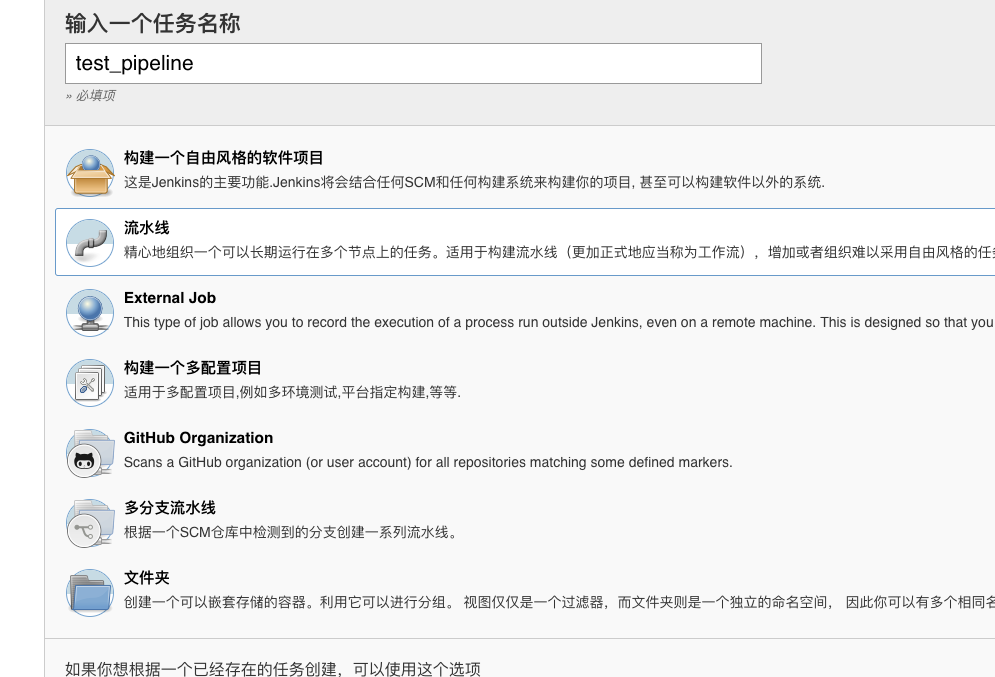 输入一个任务名称
test_pipeline
» 必填项
构建一个自由风格的软件项目
这是Jenkins的主要功能.Jenkins将会结合任何SCM和任何构建系统来构建你的项目, 甚至可以构建软件以外的系统.
流水线
精心地组织一个可以长期运行在多个节点上的任务。适用于构建流水线（更加正式地应当称为工作流），增加或者组织难以采用自由风格的任
External Job
This type of job allows you to record the execution of a process run outside Jenkins, even on a remote machine. This is designed so that you
构建一个多配置项目
适用于多配置项目,例如多环境测试,平台指定构建,等等.
GitHub Organization
Scans a GitHub organization (or user account) for all repositories matching some defined markers.
多分支流水线
根据一个SCM仓库中检测到的分支创建一系列流水线。
文件夹
创建一个可以嵌套存储的容器。利用它可以进行分组。 视图仅仅是一个过滤器，而文件夹则是一个独立的命名空间， 因此你可以有多个相同名
如果你想根据一个已经存在的任务创建，可以使用这个选项